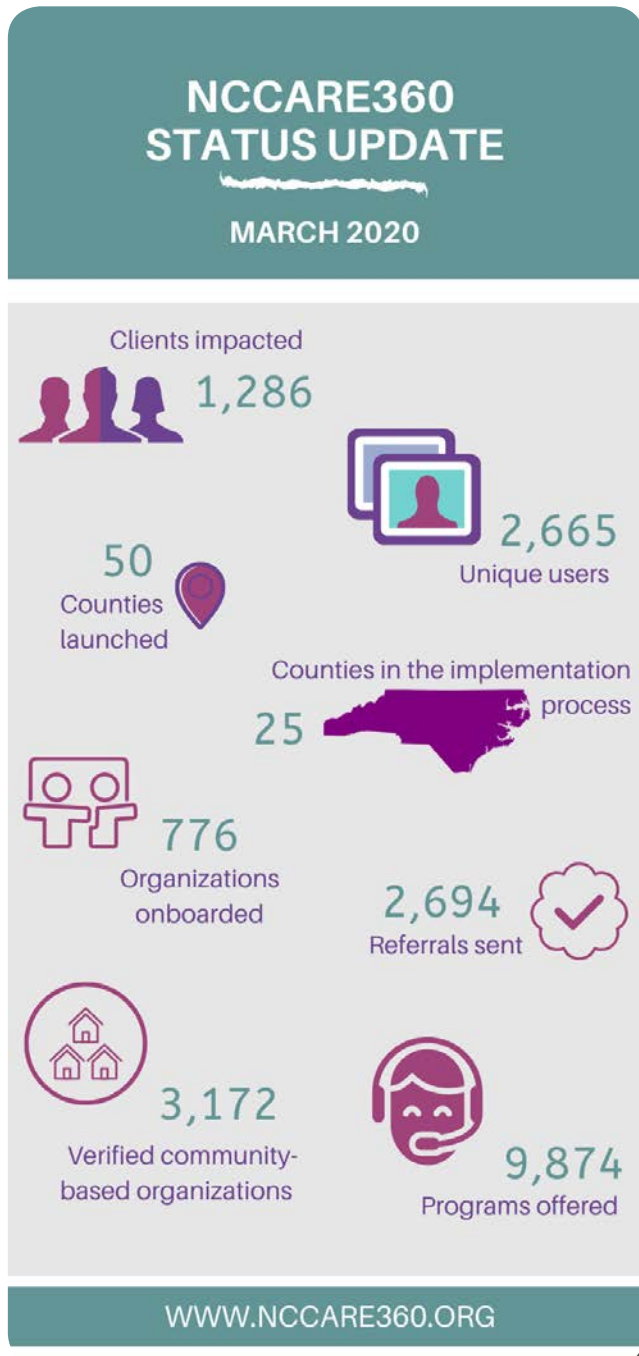 NCCARE360
STATUS UPDATE
MARCH 2020
Clients impacted
1,286
2,665
Unique users
50
Counties
launched
Counties in the implementation
process
25
776
Organizations
onboarded
2,694
Referrals sent
3,172
Verified community-
based organizations
9,874
Programs offered
WWW.NCCARE360.ORG